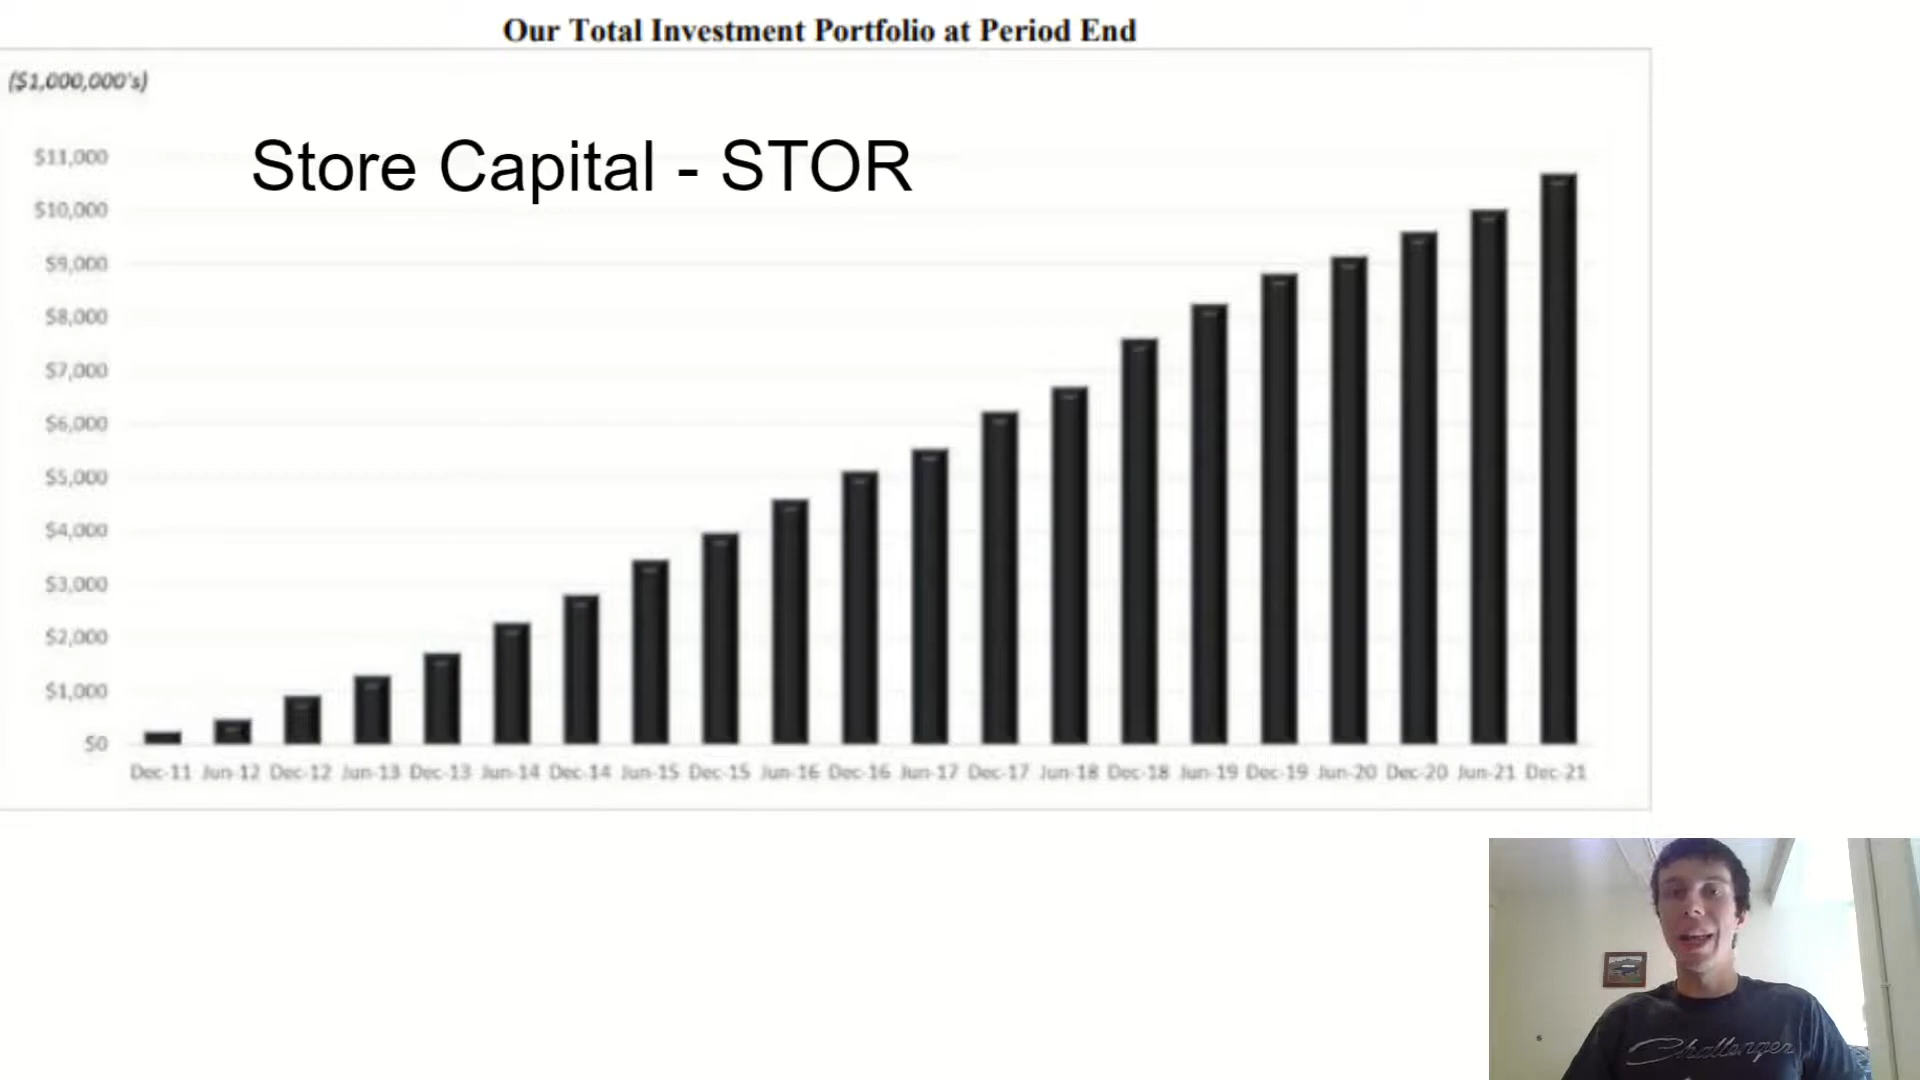 Our Total Investment Portfolio at Period End
($1,000,000's)
Store Capital - STOR
$11,000
$10,000
$9,000
$8,000
$7,000
$6,000
$5,000
$4,000
$3,000
$2,000
$1,000
$0
Dec-11 Jun-12 Dec-12 Jun-13 Dec-13 Jun-14 Dec-14 Jun-15 Dec-15 Jun-16 Dec-16 Jun-17 Dec-17 Jun-18 Dec-18 Jun-19 Dec-19 Jun-20 Dec-20 Jun-21 Dec-21
Challenger